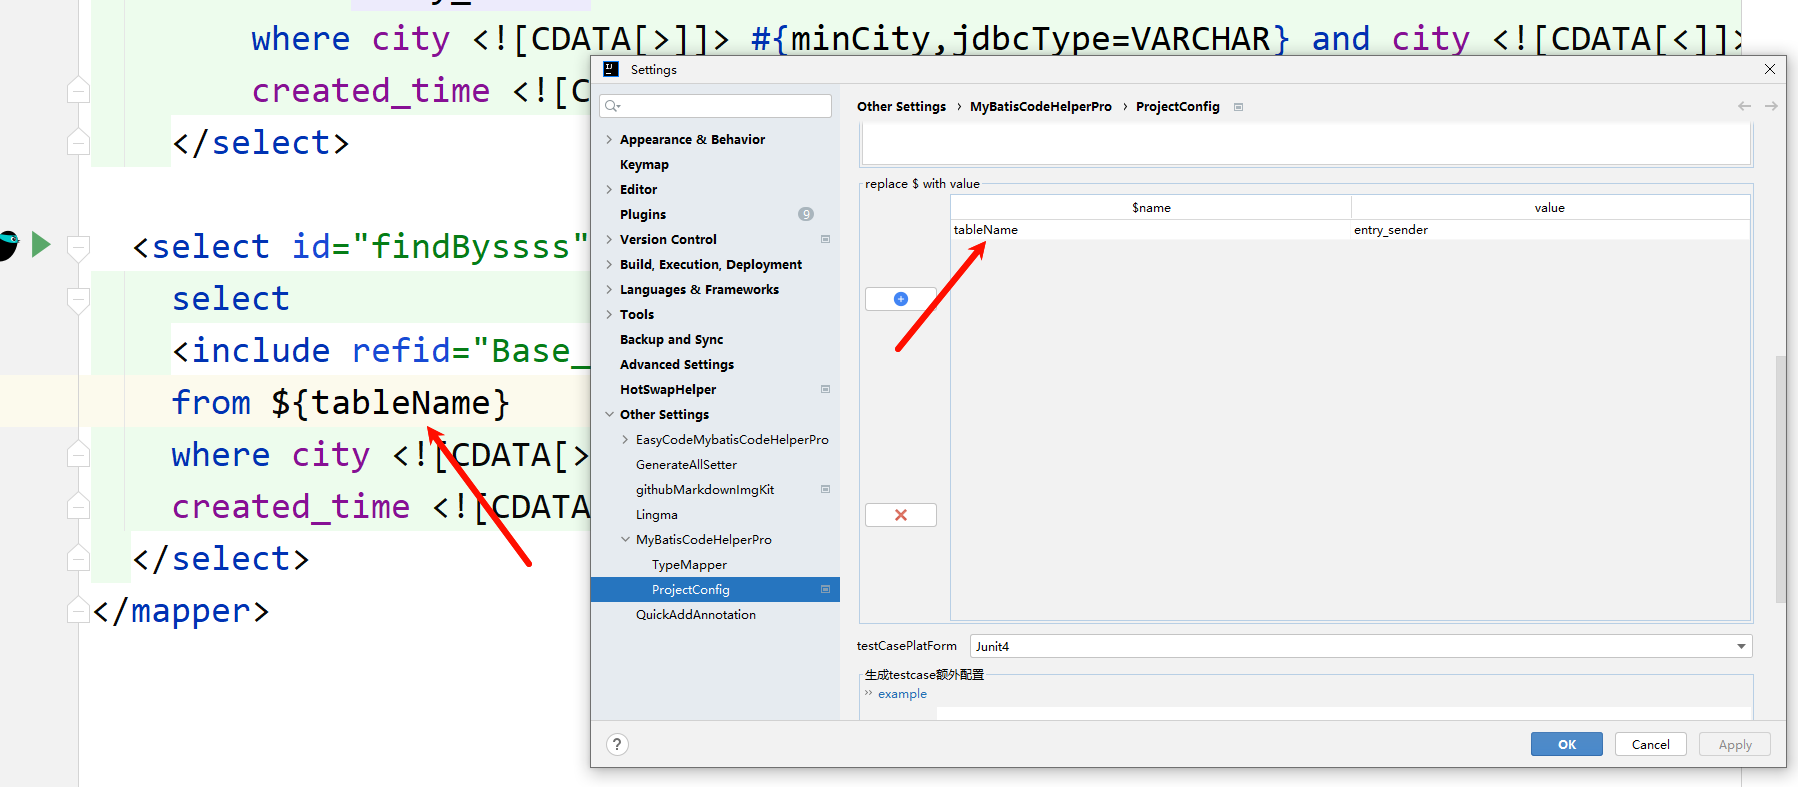 where city <![CDATA[>]]> #{minCity,jdbcType=VARCHAR} and city <![CDATA[<]]>
created_time <![C
</select>
<select id="findByssss"
select
<include refid="Base_
from ${tableName}
where city <![CDATA[>
created_time <![CDATA
</select>
</mapper>
Settings
Appearance & Behavior
Keymap
Editor
Plugins
9
Version Control
Build, Execution, Deployment
Languages & Frameworks
Tools
Backup and Sync
Advanced Settings
HotSwapHelper
Other Settings
EasyCodeMybatisCodeHelperPro
GenerateAllSetter
githubMarkdownImgKit
Lingma
MyBatisCodeHelperPro
TypeMapper
ProjectConfig
QuickAddAnnotation
Other Settings › MyBatisCodeHelperPro › ProjectConfig
replace $ with value
$name value
tableName entry_sender
testCasePlatForm Junit4
生成testcase额外配置
example
?
OK Cancel Apply